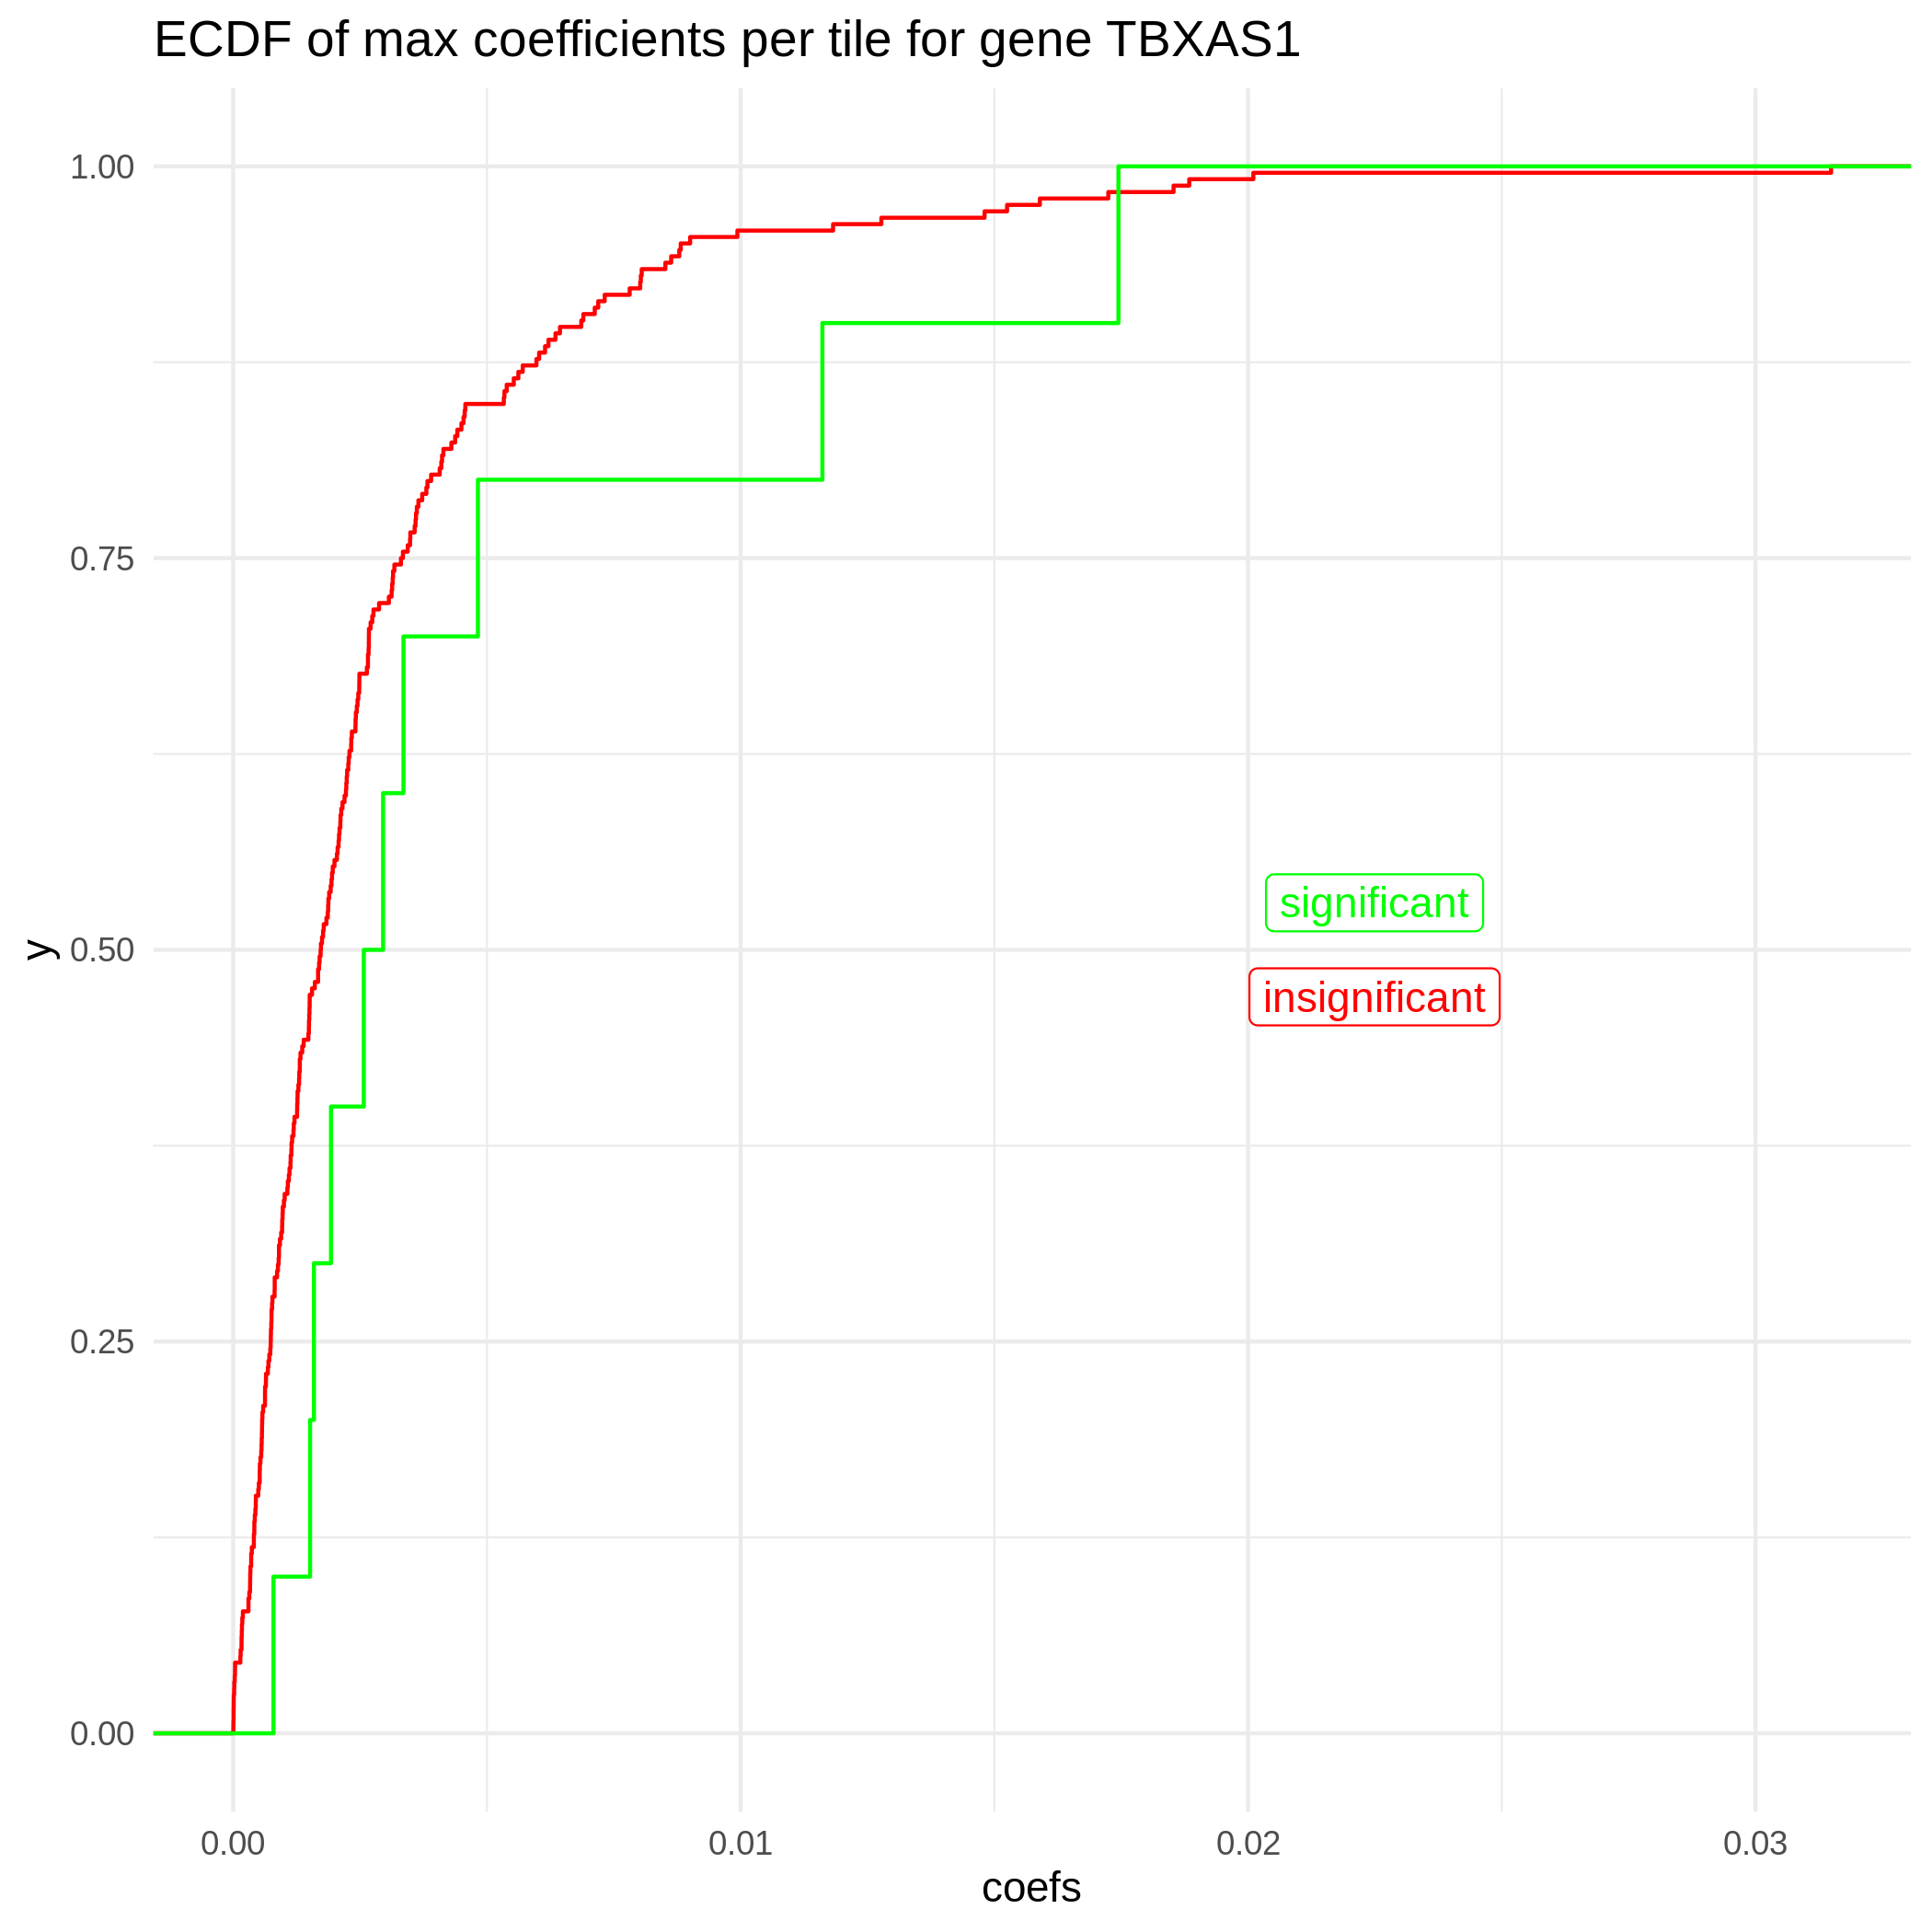 ECDF of max coefficients per tile for gene TBXAS1
1.00
0.75
0.50
0.25
0.00
y
significant
insignificant
0.00 0.01 0.02 0.03
coefs